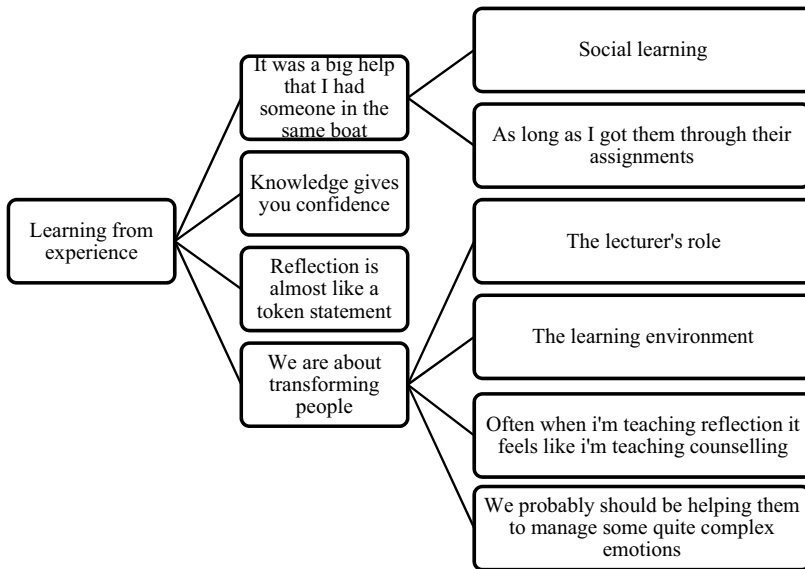 Learning from
experience
It was a big help
that I had
someone in the
same boat
Knowledge gives
you confidence
Reflection is
almost like a
token statement
We are about
transforming
people
Social learning
As long as I got them through their
assignments
The lecturer's role
The learning environment
Often when i'm teaching reflection it
feels like i'm teaching counselling
We probably should be helping them
to manage some quite complex
emotions